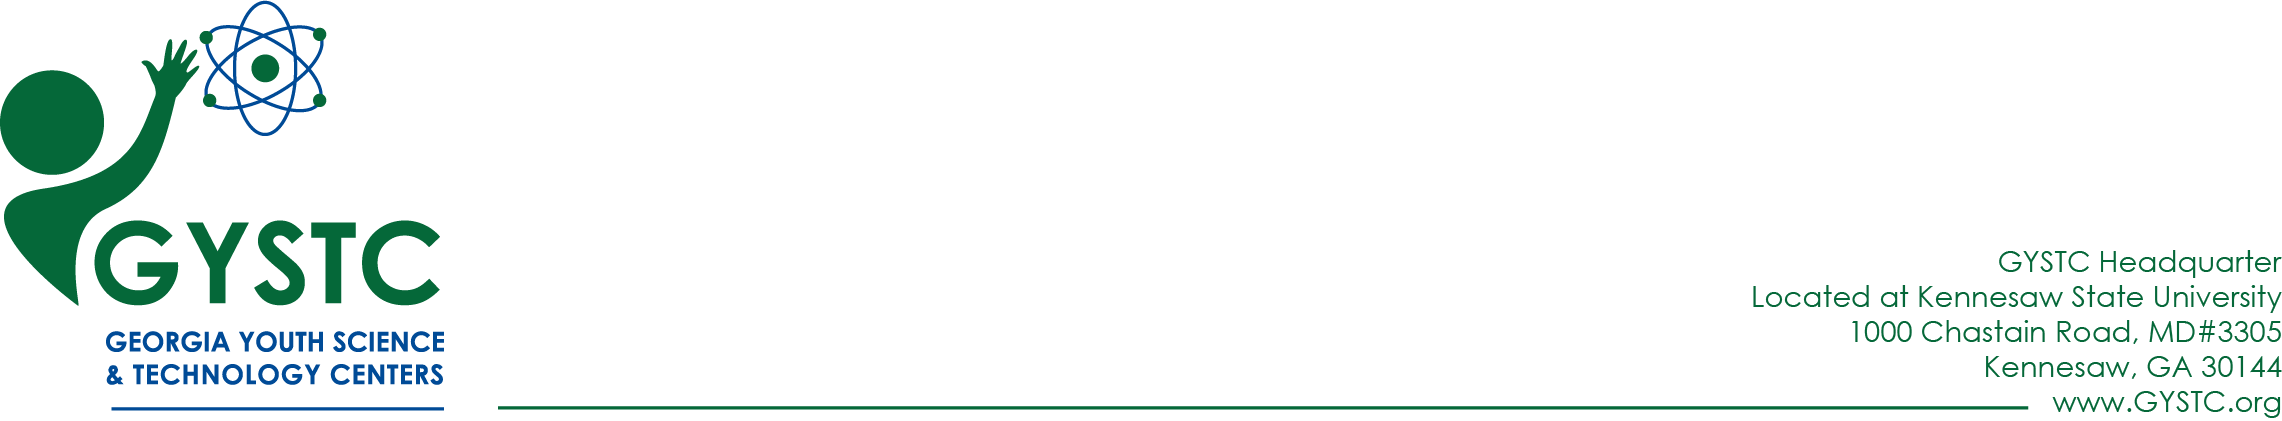 GYSTC
GEORGIA YOUTH SCIENCE
& TECHNOLOGY CENTERS
GYSTC Headquarter
Located at Kennesaw State University
1000 Chastain Road, MD#3305
Kennesaw, GA 30144
www.GYSTC.org